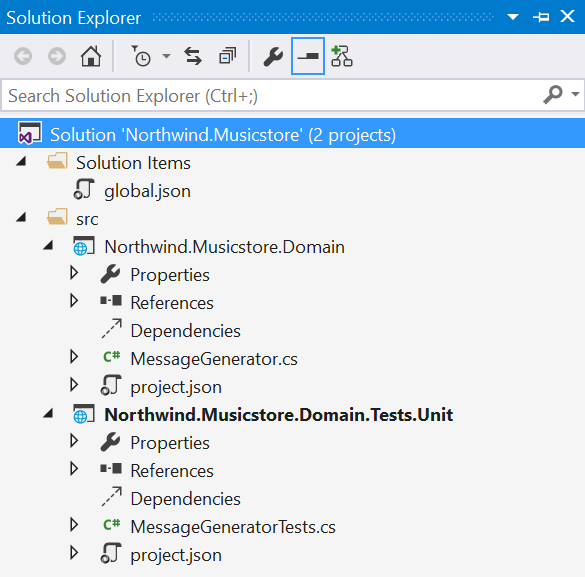 Solution Explorer
Search Solution Explorer (Ctrl+;)
Solution 'Northwind.Musicstore' (2 projects)
Solution Items
global.json
src
Northwind.Musicstore.Domain
Properties
References
Dependencies
C# MessageGenerator.cs
project.json
Northwind.Musicstore.Domain.Tests.Unit
Properties
References
Dependencies
C# MessageGeneratorTests.cs
project.json